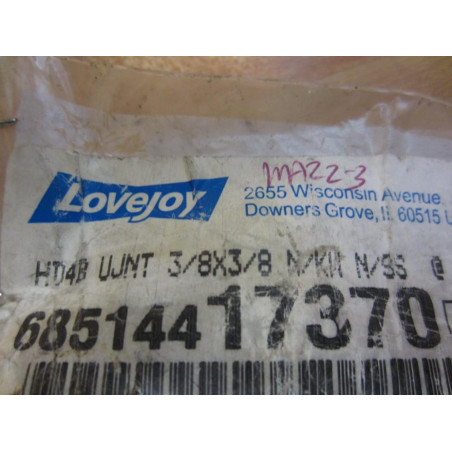 MA22-3
Lovejoy
2655 Wisconsin Avenue
Downers Grove, IL 60515 U
HD4B UJNT 3/8X3/8 N/KW N/SS @
685144 17370